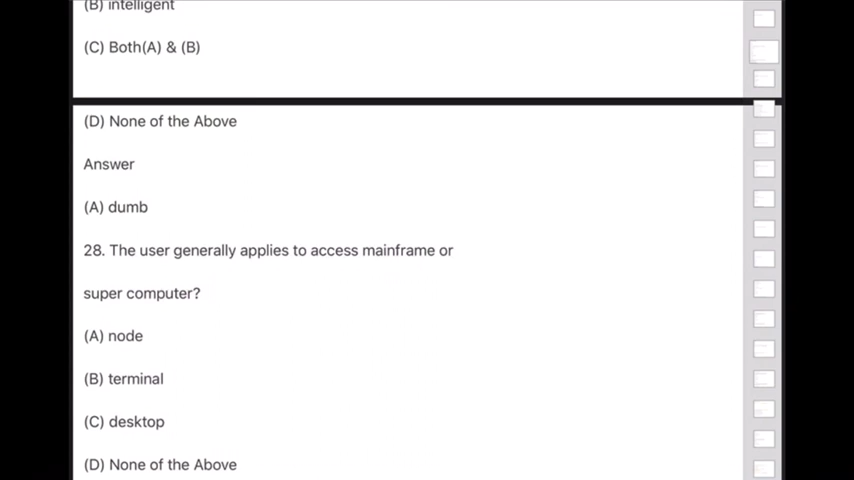 (B) intelligent
(C) Both(A) & (B)
(D) None of the Above
Answer
(A) dumb
28. The user generally applies to access mainframe or
super computer?
(A) node
(B) terminal
(C) desktop
(D) None of the Above